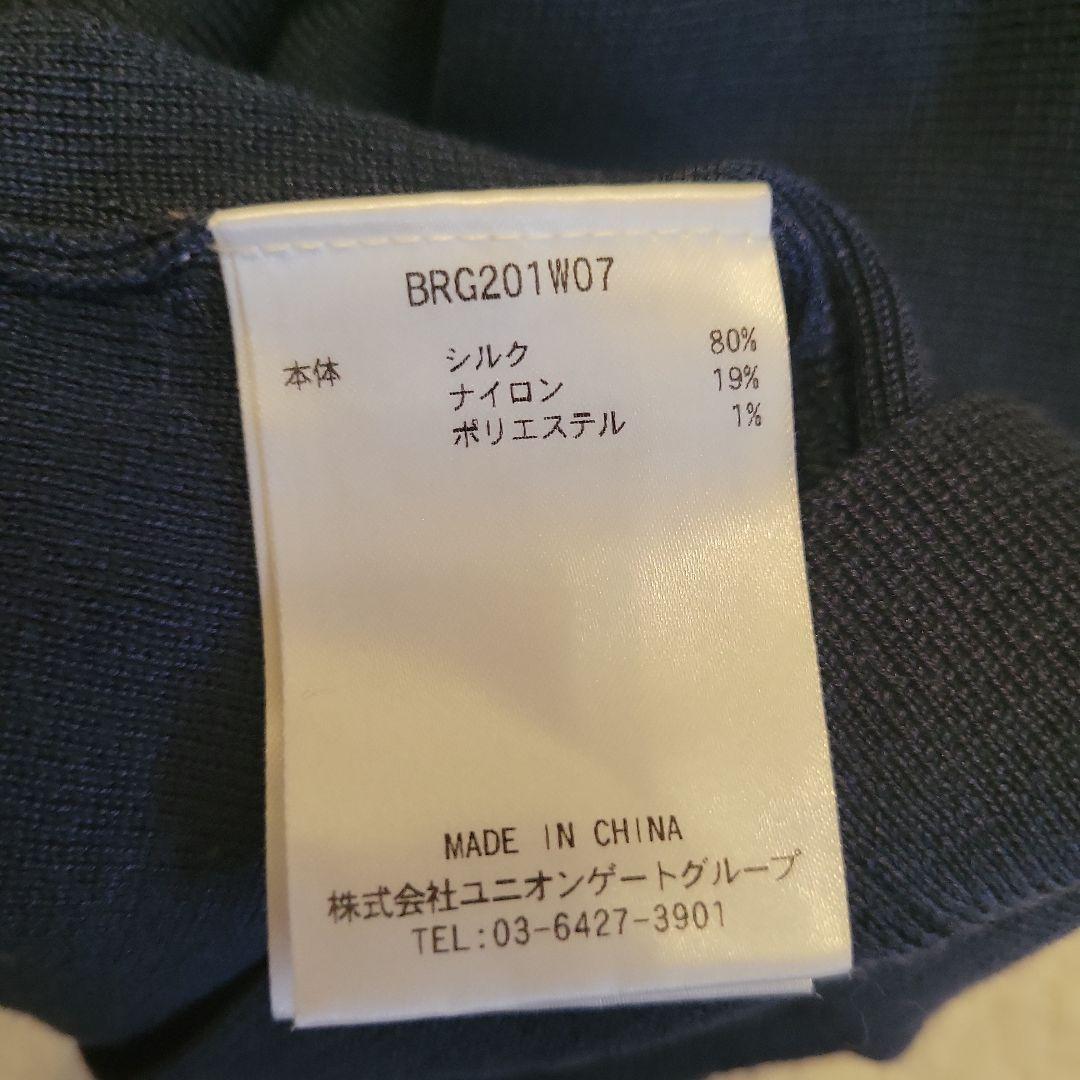 BRG201W07
本体 シルク 80%
ナイロン 19%
ポリエステル 1%
MADE IN CHINA
株式会社ユニオンゲートグループ
TEL:03-6427-3901